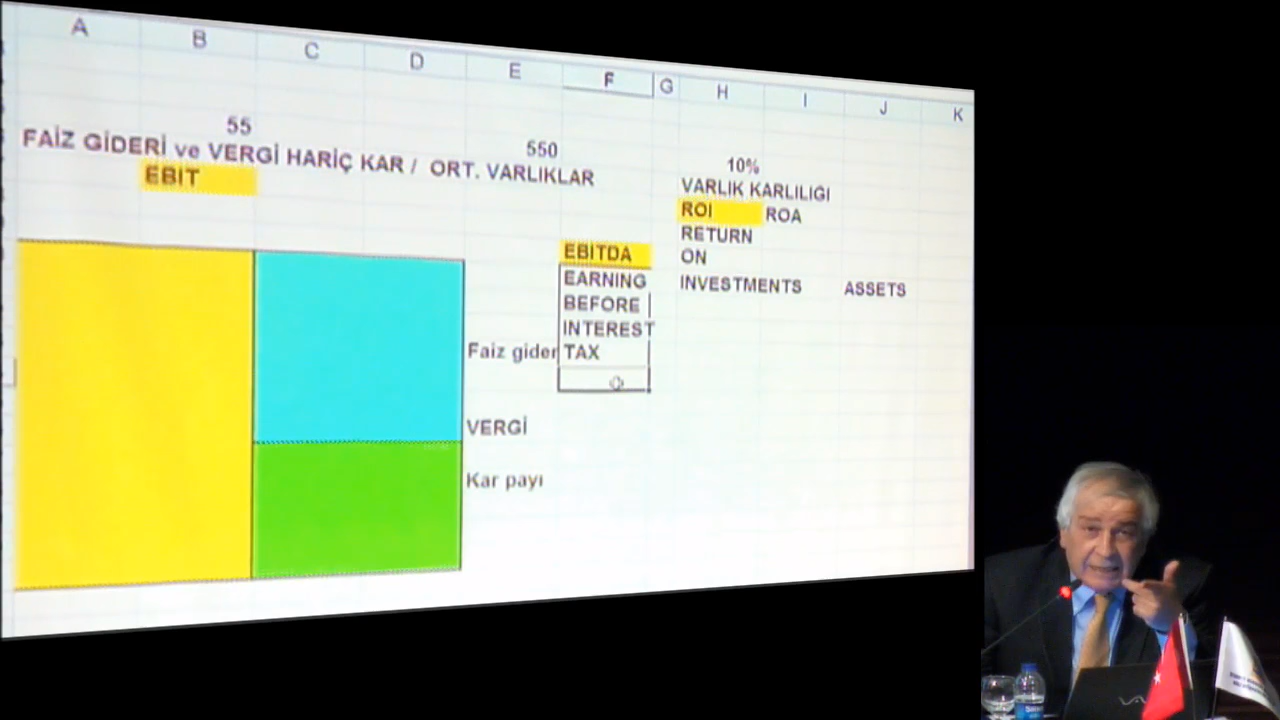 A B C D E F G H I J K
55
550
10%
FAİZ GİDERİ ve VERGİ HARİÇ KAR / ORT. VARLIKLAR
VARLIK KARLILIĞI
EBIT
ROI ROA
RETURN
EBITDA
ON
EARNING
INVESTMENTS ASSETS
BEFORE
INTEREST
Faiz gider TAX
VERGİ
Kar payı